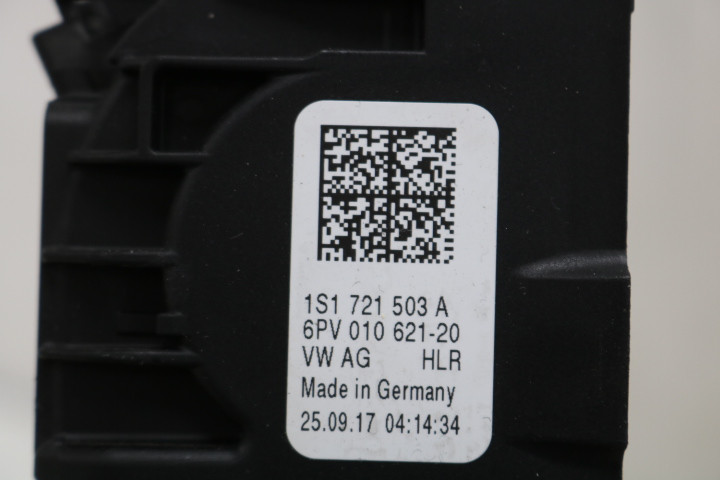 1S1 721 503 A
6PV 010 621-20
VW AG HLR
Made in Germany
25.09.17 04:14:34